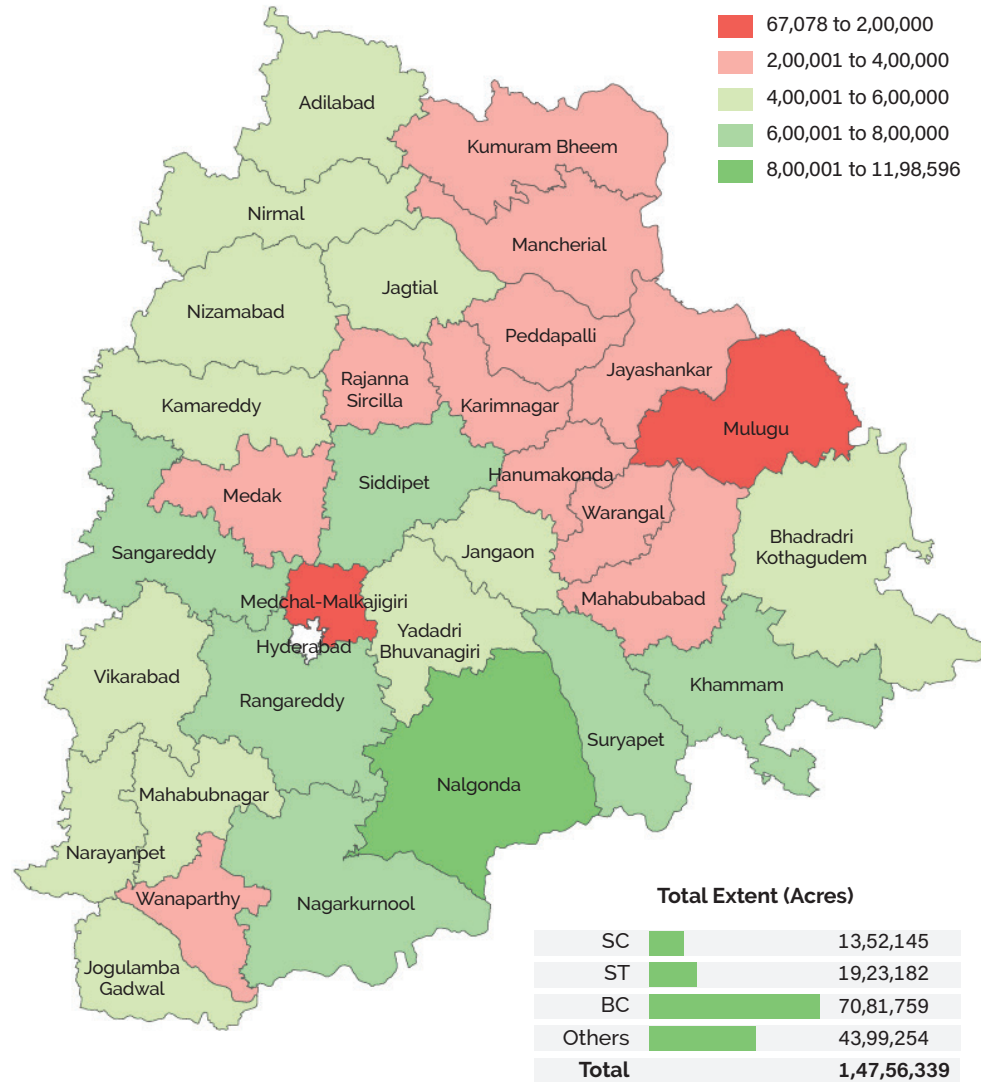 67,078 to 2,00,000
2,00,001 to 4,00,000
4,00,001 to 6,00,000
6,00,001 to 8,00,000
8,00,001 to 11,98,596
Adilabad
Kumuram Bheem
Nirmal
Mancherial
Jagtial
Nizamabad
Peddapalli
Jayashankar
Rajanna
Sircilla
Karimnagar
Kamareddy
Mulugu
Hanumakonda
Siddipet
Medak
Warangal
Bhadradri
Kothagudem
Jangaon
Sangareddy
Medchal-Malkajigiri
Mahabubabad
Yadadri
Bhuvanagiri
Hyderabad
Vikarabad
Khammam
Rangareddy
Suryapet
Nalgonda
Mahabubnagar
Narayanpet
Wanaparthy
Nagarkurnool
Jogulamba
Gadwal
Total Extent (Acres)
SC 13,52,145
ST 19,23,182
BC 70,81,759
Others 43,99,254
Total 1,47,56,339